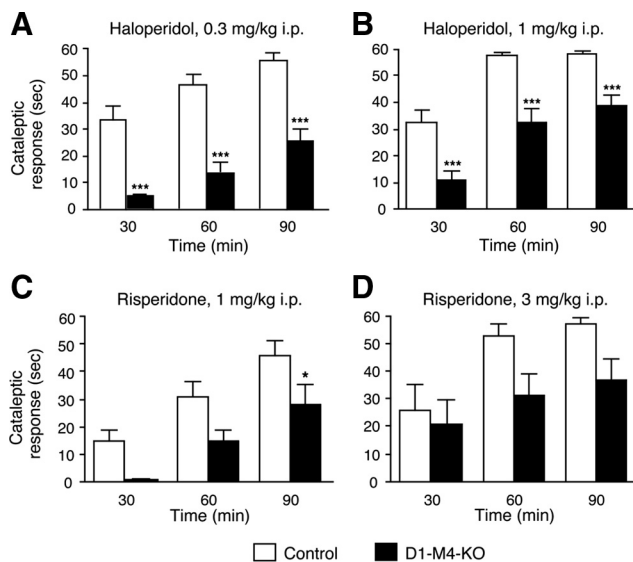 A
Haloperidol, 0.3 mg/kg i.p.
Cataleptic
response (sec)
60
50
40
30
20
10
0
***
***
***
30 60 90
Time (min)
B
Haloperidol, 1 mg/kg i.p.
60
50
40
30
20
10
0
***
***
***
30 60 90
Time (min)
C
Risperidone, 1 mg/kg i.p.
Cataleptic
response (sec)
60
50
40
30
20
10
0
*
30 60 90
Time (min)
D
Risperidone, 3 mg/kg i.p.
60
50
40
30
20
10
0
30 60 90
Time (min)
Control D1-M4-KO